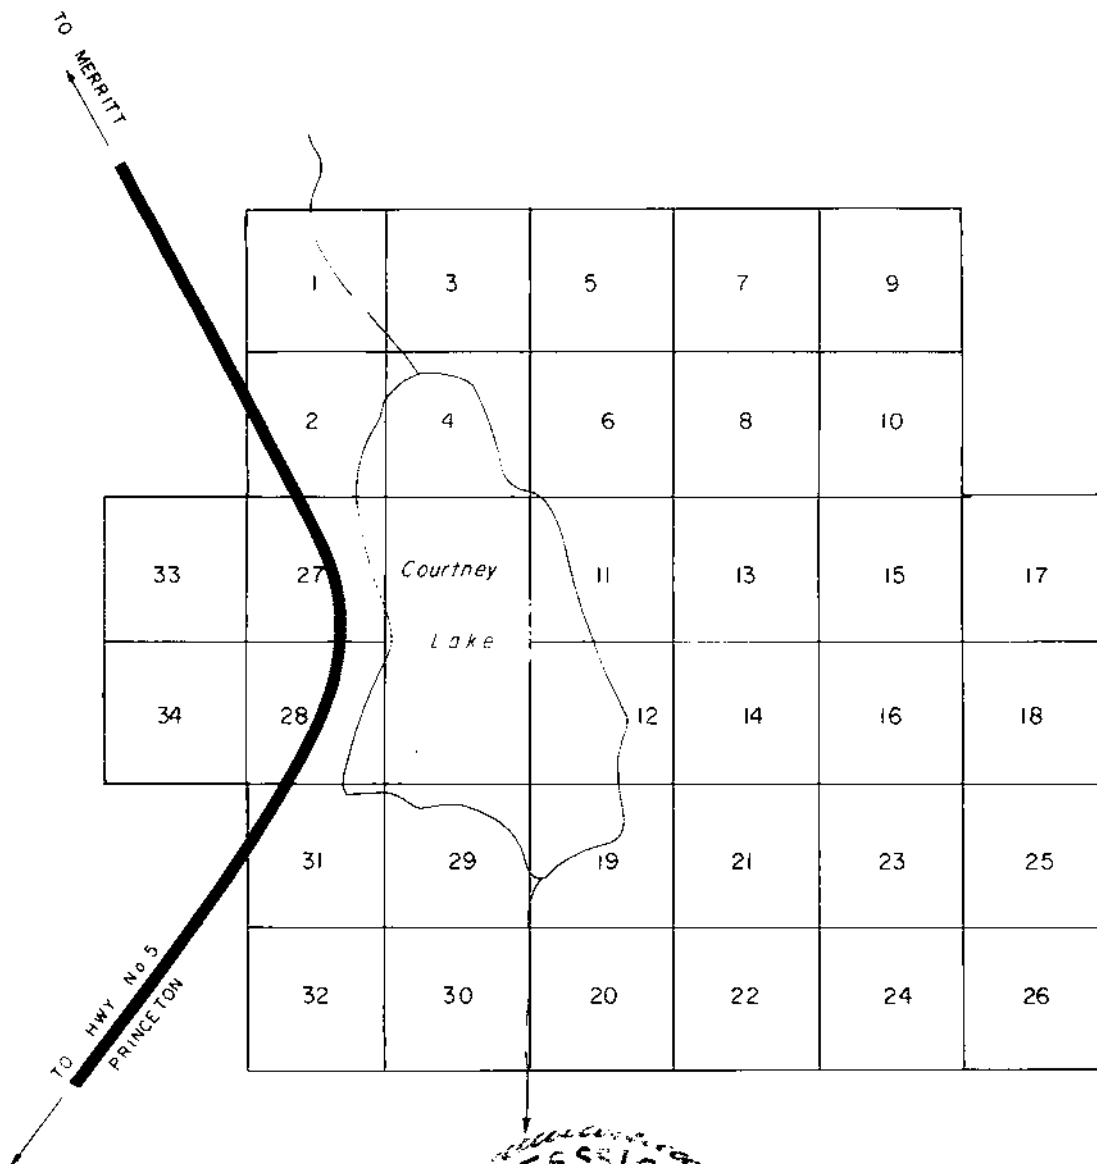 TO MERRITT
1 3 5 7 9
2 4 6 8 10
33 27 Courtney 11 13 15 17
Lake
34 28 12 14 16 18
31 29 19 21 23 25
32 30 20 22 24 26
TO HWY No 5
PRINCETON